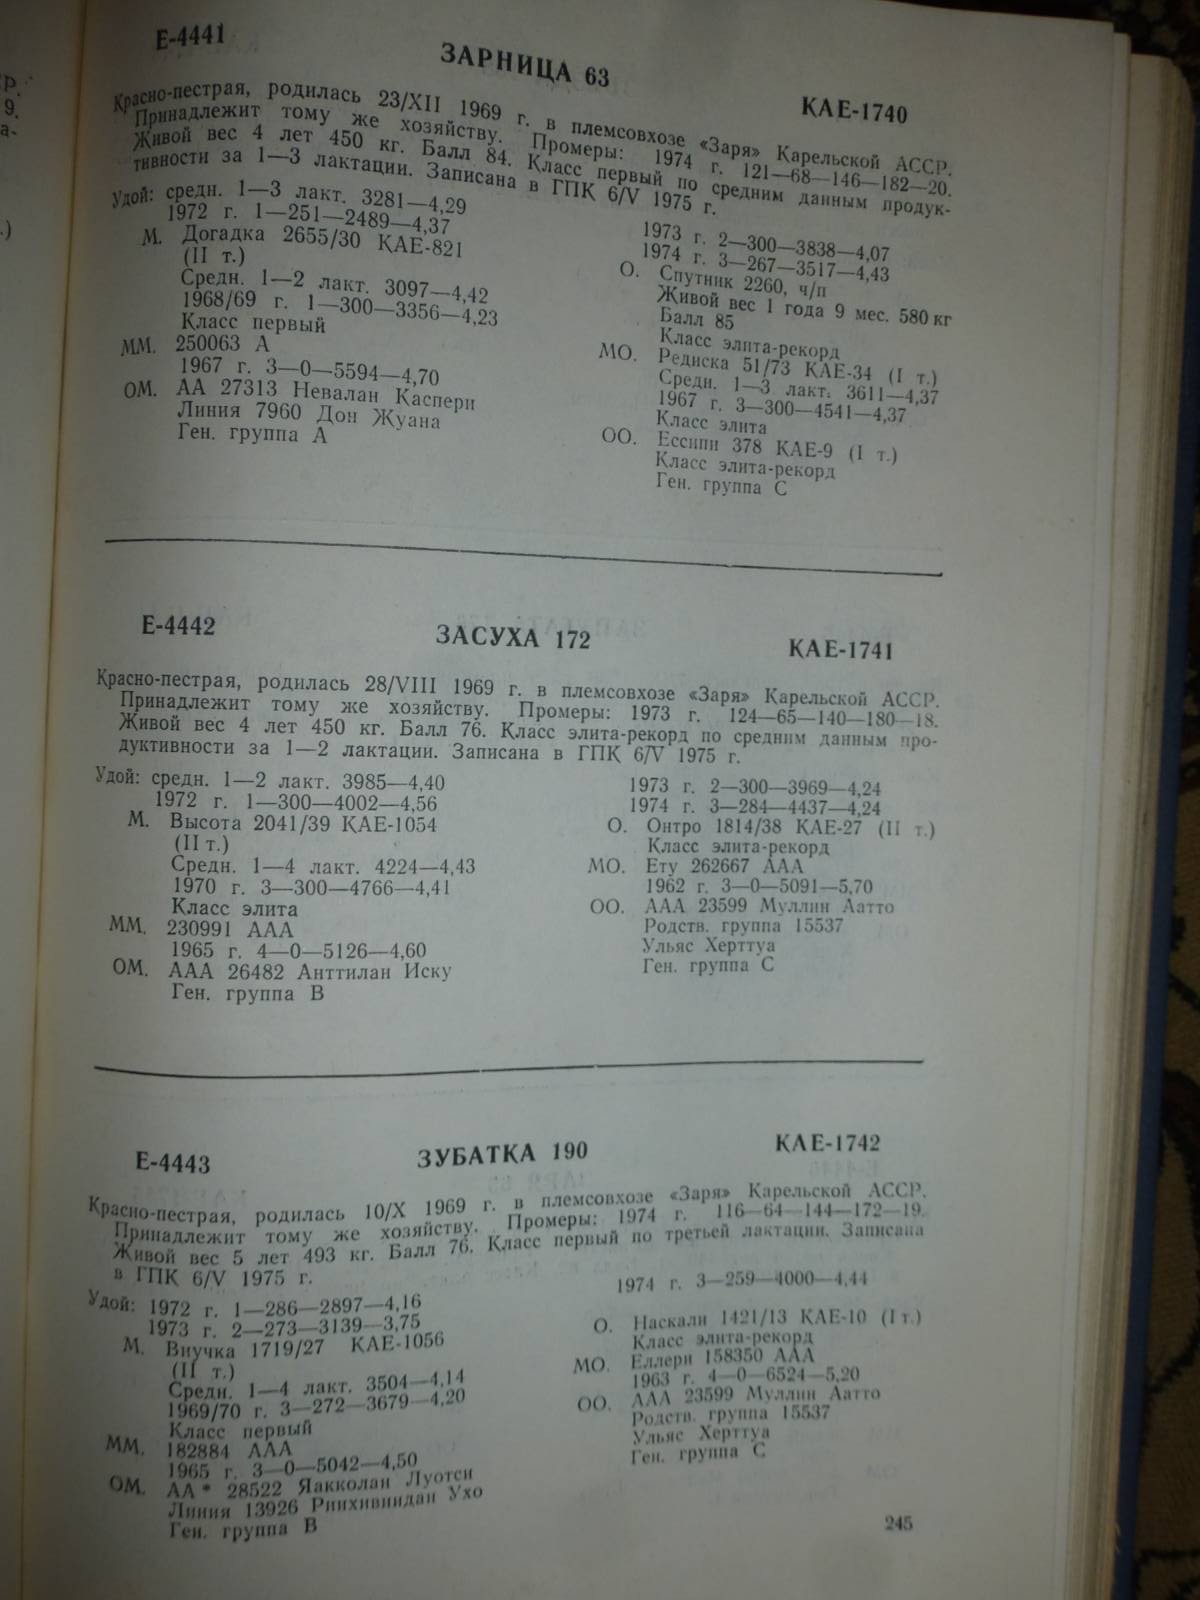 Е-4441
ЗАРНИЦА 63
КАЕ-1740
Красно-пестрая, родилась 23/XII 1969 г. в племсовхозе «Заря» Карельской АССР.
Принадлежит тому же хозяйству. Промеры: 1974 г. 121—68—146—182—20.
Живой вес 4 лет 450 кг. Балл 84. Класс первый по средним данным продук-
тивности за 1—3 лактации. Записана в ГПК 6/V 1975 г.
Удой: средн. 1—3 лакт. 3281—4,29
1972 г. 1—251—2489—4,37
М. Догадка 2655/30 КАЕ-821
(II т.)
Средн. 1—2 лакт. 3097—4,42
1968/69 г. 1—300—3356—4,23
Класс первый
ММ. 250063 А
1967 г. 3—0—5594—4,70
ОМ. АА 27313 Невалан Каспери
Линия 7960 Дон Жуана
Ген. группа А
1973 г. 2—300—3838—4,07
1974 г. 3—267—3517—4,43
О. Спутник 2260, ч/п
Живой вес 1 года 9 мес. 580 кг
Балл 85
Класс элита-рекорд
МО. Редиска 51/73 КАЕ-34 (I т.)
Средн. 1—3 лакт. 3611—4,37
1967 г. 3—300—4541—4,37
Класс элита
ОО. Ессипи 378 КАЕ-9 (I т.)
Класс элита-рекорд
Ген. группа С
Е-4442
ЗАСУХА 172
КАЕ-1741
Красно-пестрая, родилась 28/VIII 1969 г. в племсовхозе «Заря» Карельской АССР.
Принадлежит тому же хозяйству. Промеры: 1973 г. 124—65—140—180—18.
Живой вес 4 лет 450 кг. Балл 76. Класс элита-рекорд по средним данным про-
дуктивности за 1—2 лактации. Записана в ГПК 6/V 1975 г.
Удой: средн. 1—2 лакт. 3985—4,40
1972 г. 1—300—4002—4,56
М. Высота 2041/39 КАЕ-1054
(II т.)
Средн. 1—4 лакт. 4224—4,43
1970 г. 3—300—4766—4,41
Класс элита
ММ. 230991 ААА
1965 г. 4—0—5126—4,60
ОМ. ААА 26482 Анттилан Иску
Ген. группа В
1973 г. 2—300—3969—4,24
1974 г. 3—284—4437—4,24
О. Онтро 1814/38 КАЕ-27 (II т.)
Класс элита-рекорд
МО. Ету 262667 ААА
1962 г. 3—0—5091—5,70
ОО. ААА 23599 Муллин Аатто
Родств. группа 15537
Ульяс Херттуа
Ген. группа С
Е-4443
ЗУБАТКА 190
КАЕ-1742
Красно-пестрая, родилась 10/X 1969 г. в племсовхозе «Заря» Карельской АССР.
Принадлежит тому же хозяйству. Промеры: 1974 г. 116—64—144—172—19.
Живой вес 5 лет 493 кг. Балл 76. Класс первый по третьей лактации. Записана
в ГПК 6/V 1975 г.
Удой: 1972 г. 1—286—2897—4,16
1973 г. 2—273—3139—3,75
М. Внучка 1719/27 КАЕ-1056
(II т.)
Средн. 1—4 лакт. 3504—4,14
1969/70 г. 3—272—3679—4,20
Класс первый
ММ. 182884 ААА
1965 г. 3—0—5042—4,50
ОМ. АА * 28522 Яакколан Луотси
Линия 13926 Риихивиидан Ухо
Ген. группа В
1974 г. 3—259—4000—4,44
О. Наскали 1421/13 КАЕ-10 (I т.)
Класс элита-рекорд
МО. Еллери 158350 ААА
1963 г. 4—0—6524—5,20
ОО. ААА 23599 Муллин Аатто
Родств. группа 15537
Ульяс Херттуа
Ген. группа С
245